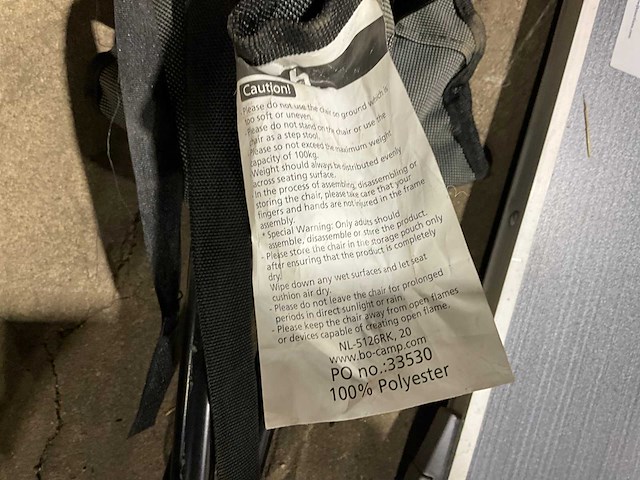 Caution!
-Please do not use the chair on ground which is
too soft or uneven.
-Please do not stand on the chair or use the
chair as a step stool.
-Please so not exceed the maximum weight
capacity of 100kg.
Weight should always be distributed evenly
across seating surface.
In the process of assembling, disassembling or
storing the chair, please take care that your
fingers and hands are not injured in the frame
assembly.
* Special Warning: Only adults should
assemble, disassemble or store the product.
- Please store the chair in the storage pouch only
after ensuring that the product is completely
dry.
Wipe down any wet surfaces and let seat
cushion air dry.
- Please do not leave the chair for prolonged
periods in direct sunlight or rain.
- Please keep the chair away from open flames
or devices capable of creating open flame.
NL-5126RK, 20
www.bo-camp.com
PO no.:33530
100% Polyester